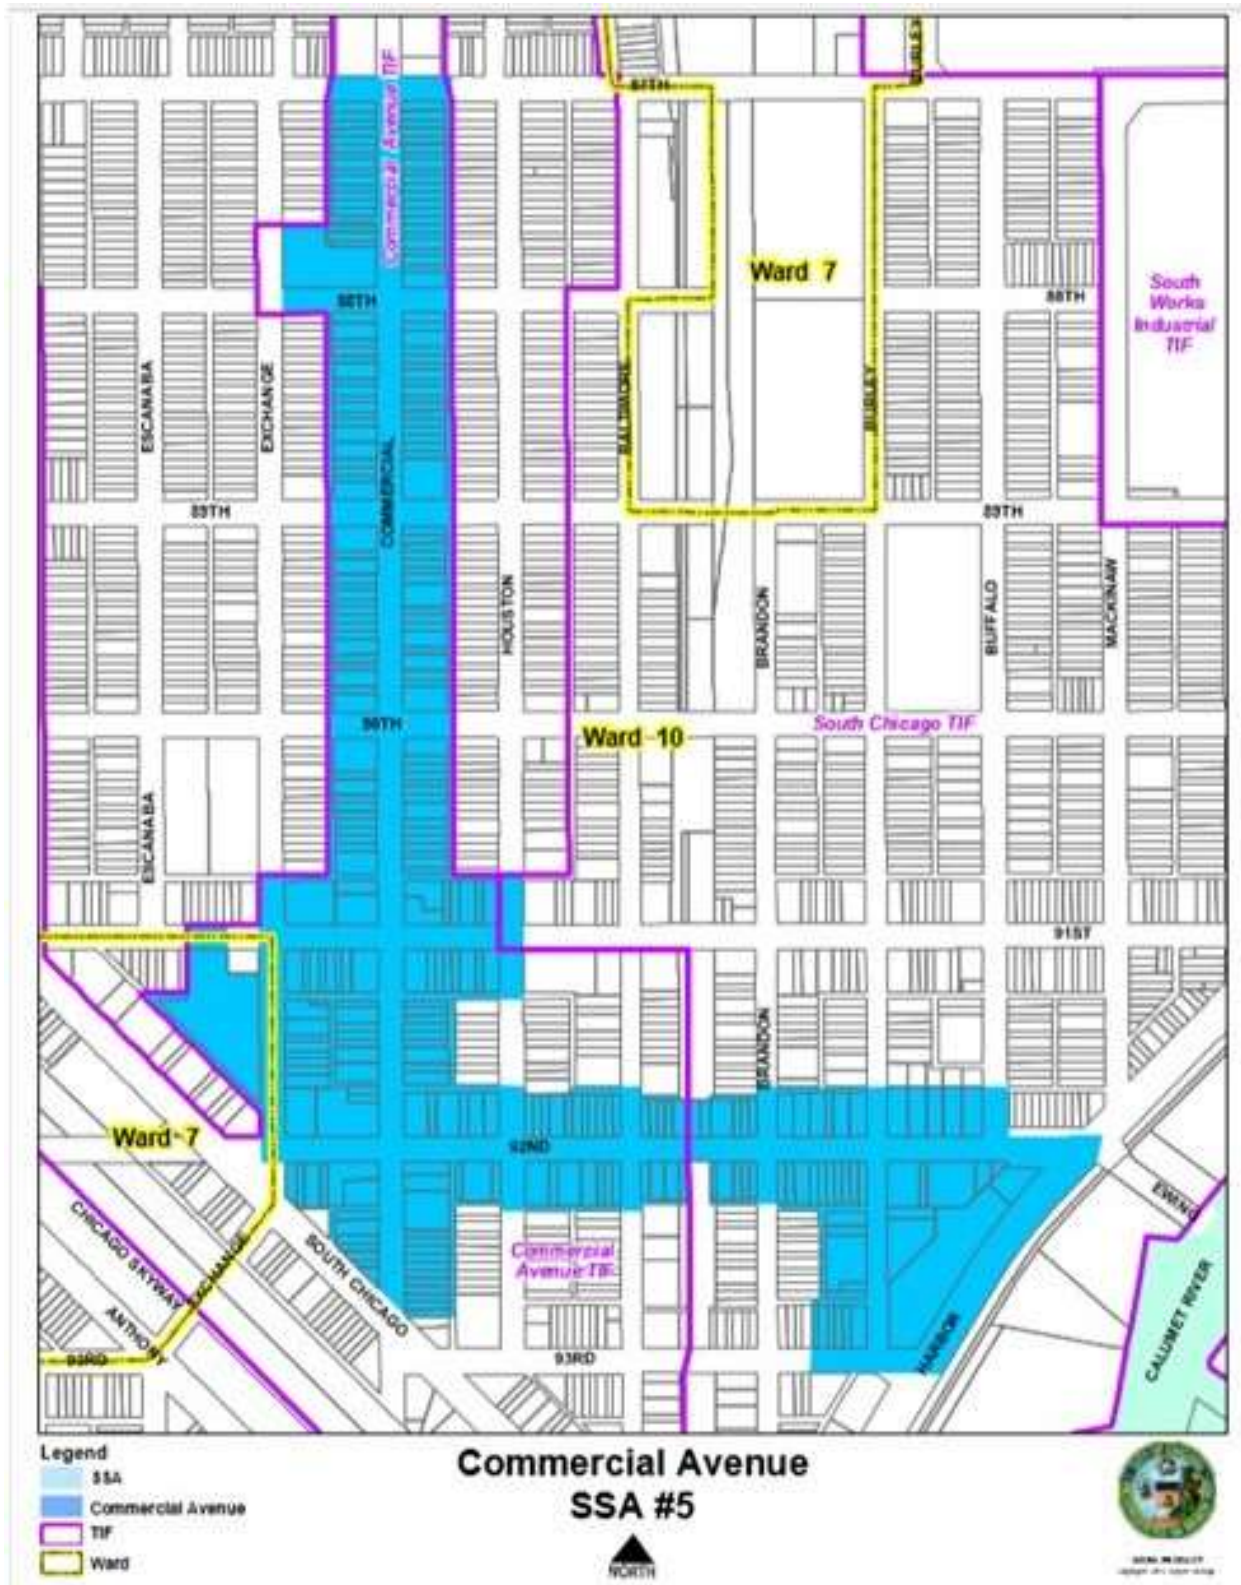 BURLEY
Commercial Avenue TIF
87TH
Ward 7
South
Works
Industrial
TIF
88TH
88TH
ESCANABA
EXCHANGE
BALTIMORE
BURLEY
COMMERCIAL
89TH
89TH
HOUSTON
BRANDON
BUFFALO
MACKINAW
90TH
Ward 10
South Chicago TIF
ESCANABA
91ST
BRANDON
Ward 7
92ND
EWING
CHICAGO SKYWAY
EXCHANGE
SOUTH CHICAGO
Commercial
Avenue TIF
CALUMET RIVER
ANTHONY
HARBOR
93RD
93RD
Legend
SSA
Commercial Avenue
TIF
Ward
Commercial Avenue
SSA #5
NORTH